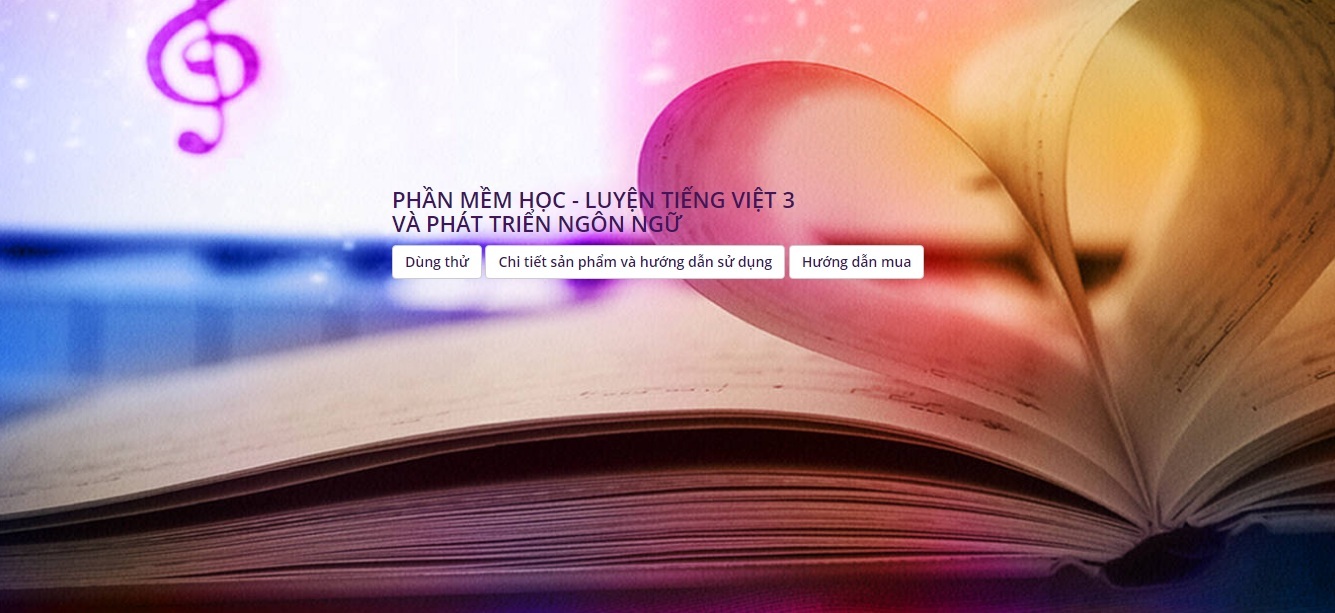 PHẦN MỀM HỌC - LUYỆN TIẾNG VIỆT 3
VÀ PHÁT TRIỂN NGÔN NGỮ
Dùng thử
Chi tiết sản phẩm và hướng dẫn sử dụng
Hướng dẫn mua